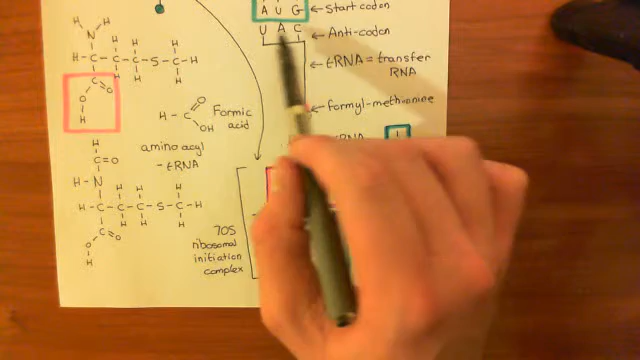 A U G ← Start codon
U A C ← Anti-codon
← tRNA = transfer
RNA
← formyl-methionine
H H
N H H H
H-C-C-C-S-C-H
H H H
C
O O
H
H-C O
OH
Formic
acid
amino acyl
-tRNA
H
C=O
H-N H H H
H-C-C-C-S-C-H
H H H
C
O O
H
70S
ribosomal
initiation
complex